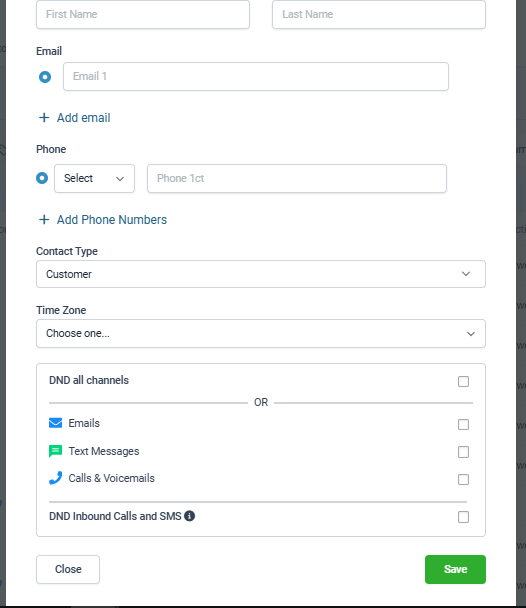 First Name Last Name
Email
Email 1
+ Add email
Phone
Select Phone 1ct
+ Add Phone Numbers
Contact Type
Customer
Time Zone
Choose one...
DND all channels
OR
Emails
Text Messages
Calls & Voicemails
DND Inbound Calls and SMS
Close Save